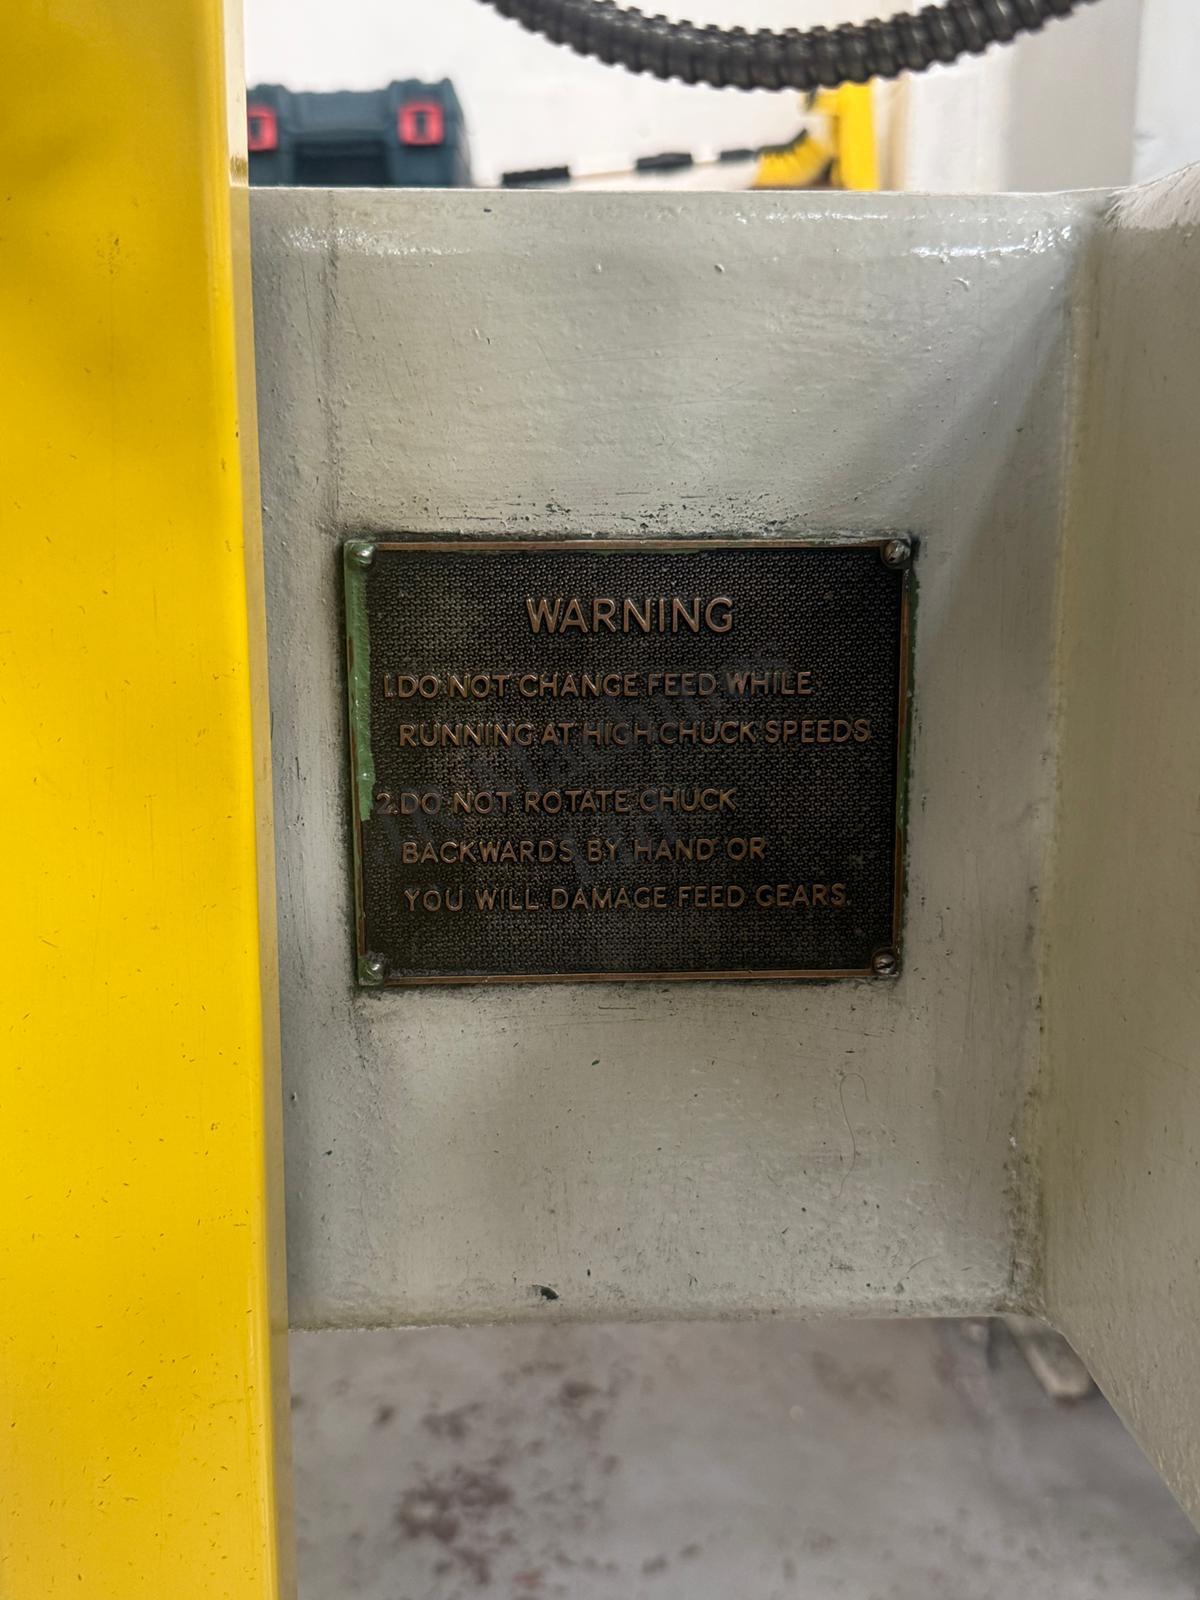 WARNING
1.DO NOT CHANGE FEED WHILE
RUNNING AT HIGH CHUCK SPEEDS
2.DO NOT ROTATE CHUCK
BACKWARDS BY HAND OR
YOU WILL DAMAGE FEED GEARS.